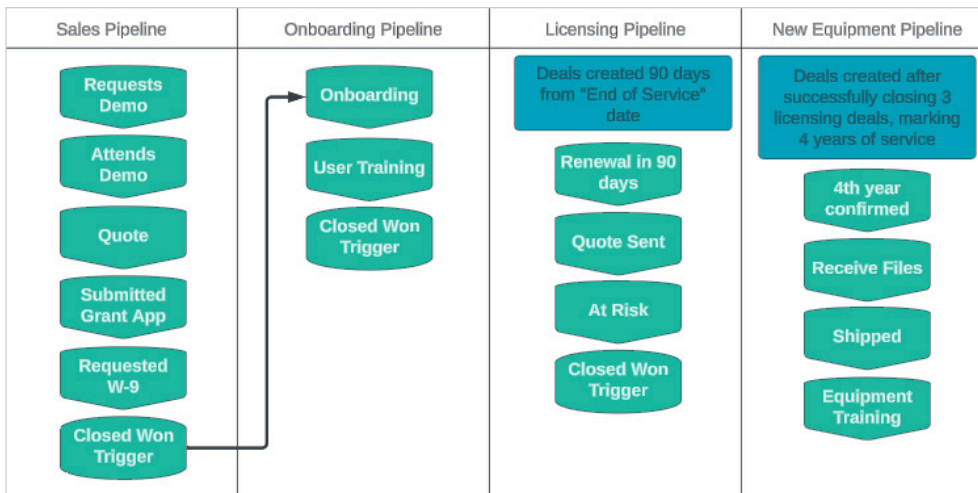 Sales Pipeline
Requests
Demo
Attends
Demo
Quote
Submitted
Grant App
Requested
W-9
Closed Won
Trigger
Onboarding Pipeline
Onboarding
User Training
Closed Won
Trigger
Licensing Pipeline
Deals created 90 days
from "End of Service"
date
Renewal in 90
days
Quote Sent
At Risk
Closed Won
Trigger
New Equipment Pipeline
Deals created after
successfully closing 3
licensing deals, marking
4 years of service
4th year
confirmed
Receive Files
Shipped
Equipment
Training